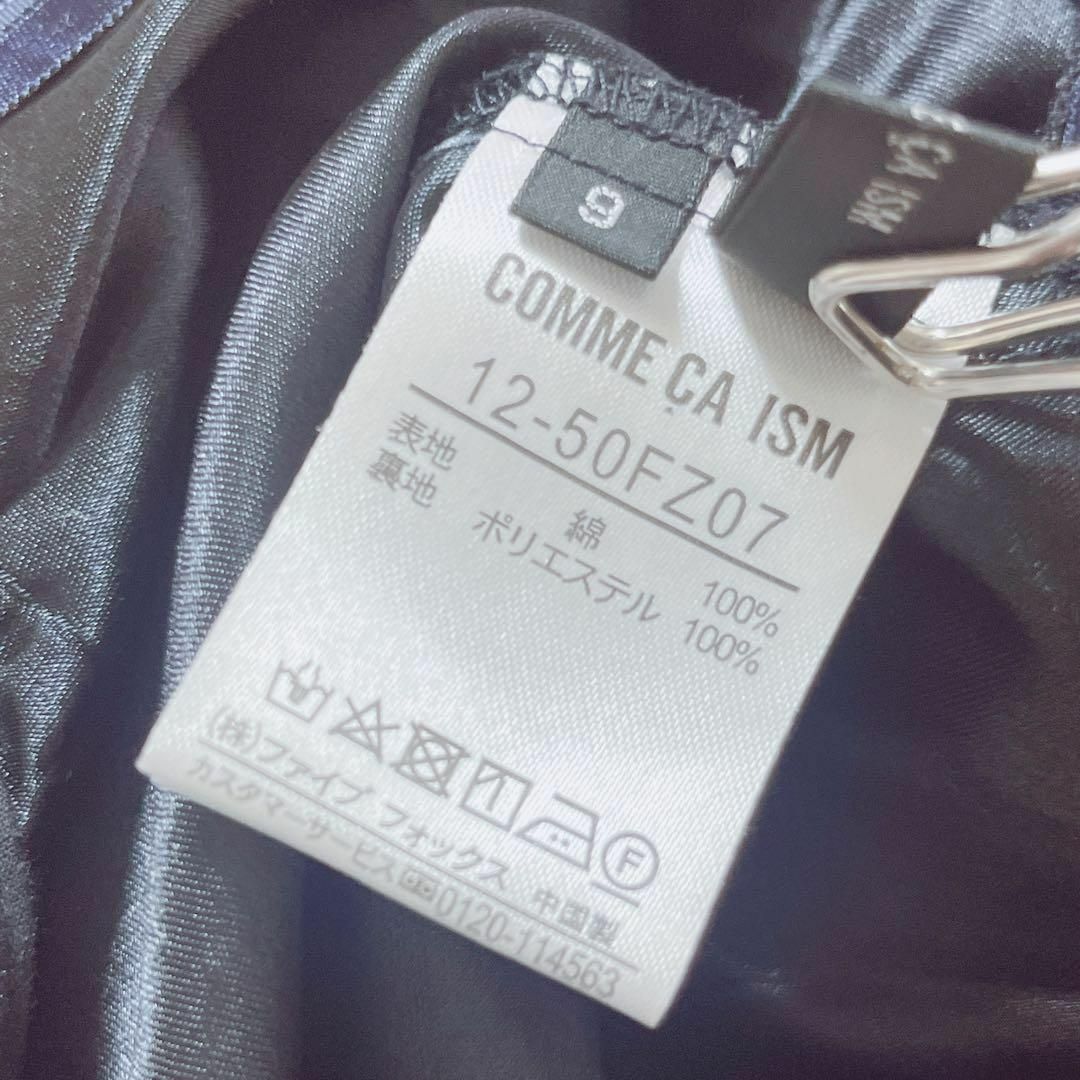 9
CA ISM
COMME CA ISM
12-50FZ07
表地 綿 100%
裏地 ポリエステル 100%
F
(株)ファイブ フォックス 中国製
カスタマーサービス 0120-114563